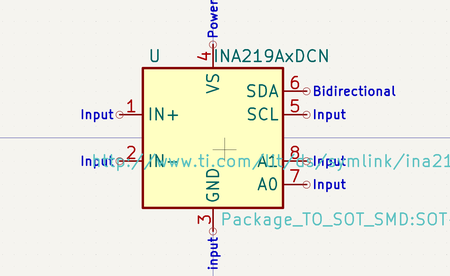 Power
4
U
INA219AxDCN
VS
SDA 6 Bidirectional
Input 1 IN+
SCL 5 Input
Input 2 IN-
A1 8 Input
http://www.ti.com/lit/ds/symlink/ina21
A0 7 Input
GND
3
Package_TO_SOT_SMD:SOT
input